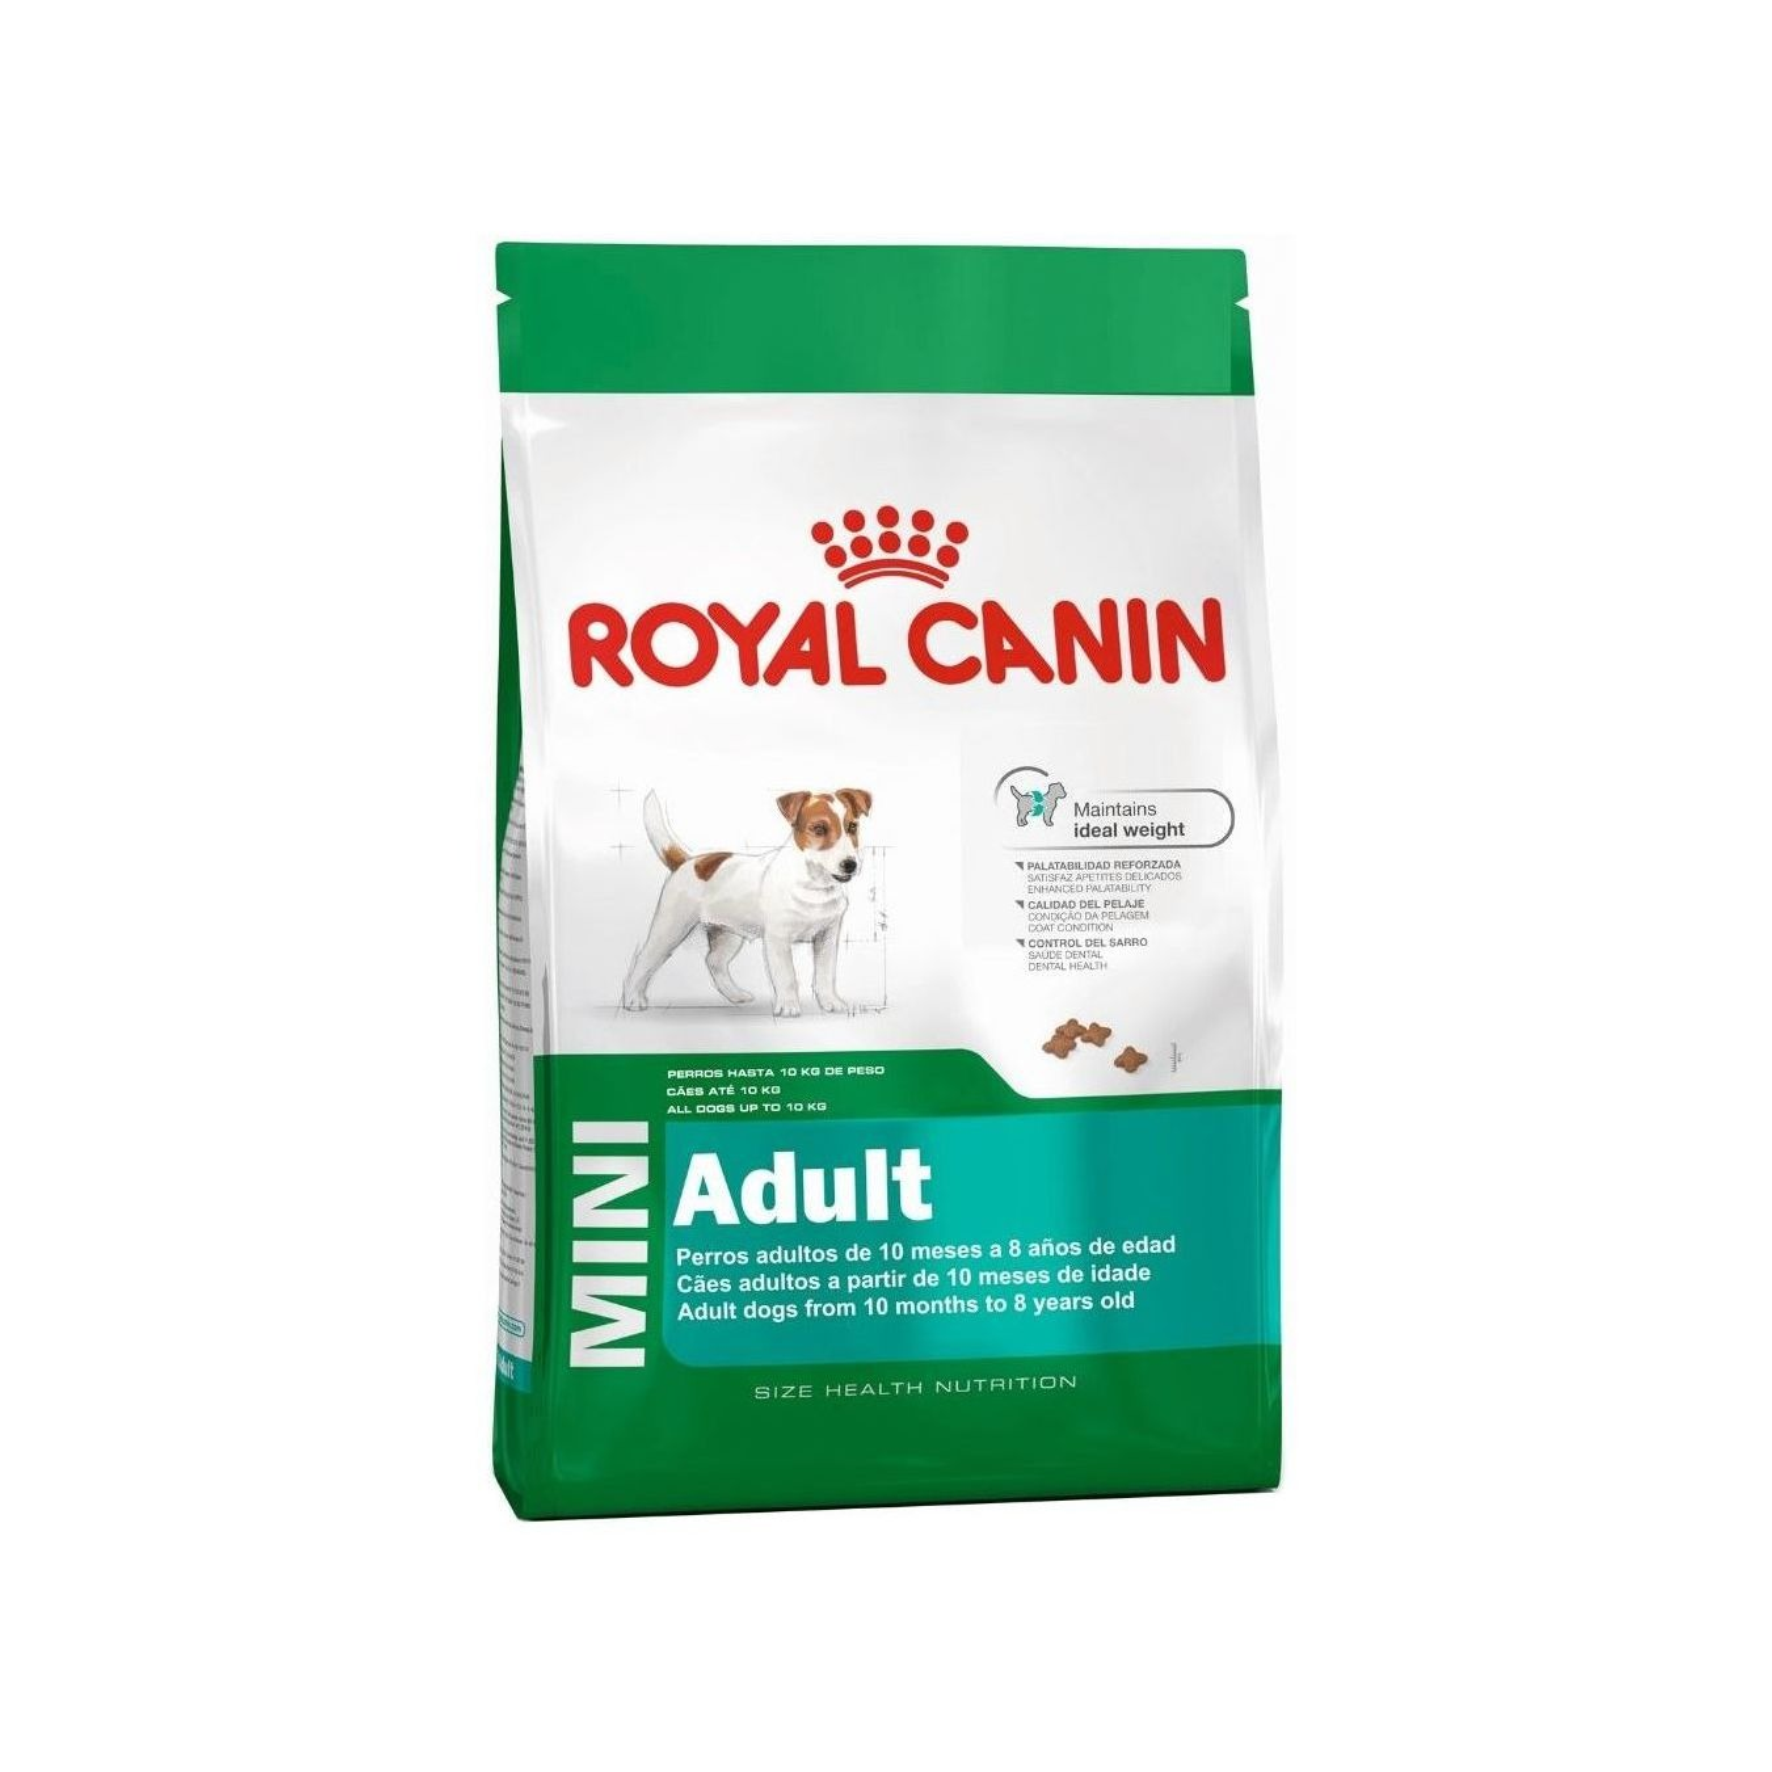 ROYAL CANIN
Maintains
ideal weight
PALATABILIDAD REFORZADA
SATISFAZ APETITES DELICADOS
ENHANCED PALATABILITY
CALIDAD DEL PELAJE
CONDIÇÃO DA PELAGEM
COAT CONDITION
CONTROL DEL SARRO
SAÚDE DENTAL
DENTAL HEALTH
PERROS HASTA 10 KG DE PESO
CÃES ATÉ 10 KG
ALL DOGS UP TO 10 KG
MINI
Adult
Perros adultos de 10 meses a 8 años de edad
Cães adultos a partir de 10 meses de idade
Adult dogs from 10 months to 8 years old
SIZE HEALTH NUTRITION